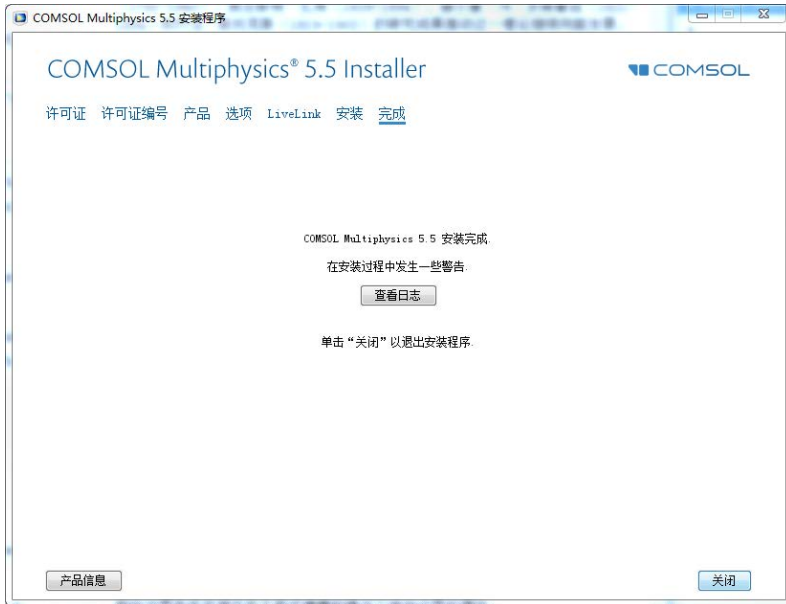 COMSOL Multiphysics 5.5 安装程序
COMSOL Multiphysics® 5.5 Installer
COMSOL
许可证 许可证编号 产品 选项 LiveLink 安装 完成
COMSOL Multiphysics 5.5 安装完成.
在安装过程中发生一些警告.
查看日志
单击“关闭”以退出安装程序.
产品信息
关闭